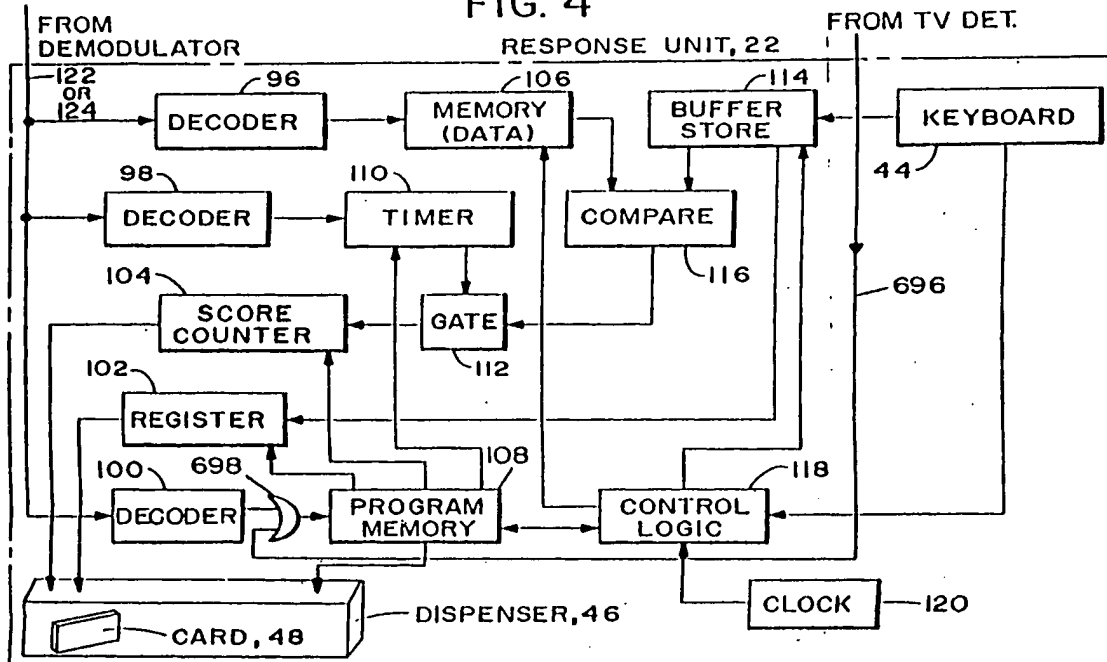 FIG. 4
FROM
DEMODULATOR
FROM TV DET.
RESPONSE UNIT, 22
122
OR
124
96
DECODER
106
MEMORY
(DATA)
114
BUFFER
STORE
KEYBOARD
44
98
DECODER
110
TIMER
COMPARE
116
104
SCORE
COUNTER
GATE
112
696
102
REGISTER
100
DECODER
698
108
PROGRAM
MEMORY
118
CONTROL
LOGIC
CLOCK
120
DISPENSER, 46
CARD, 48